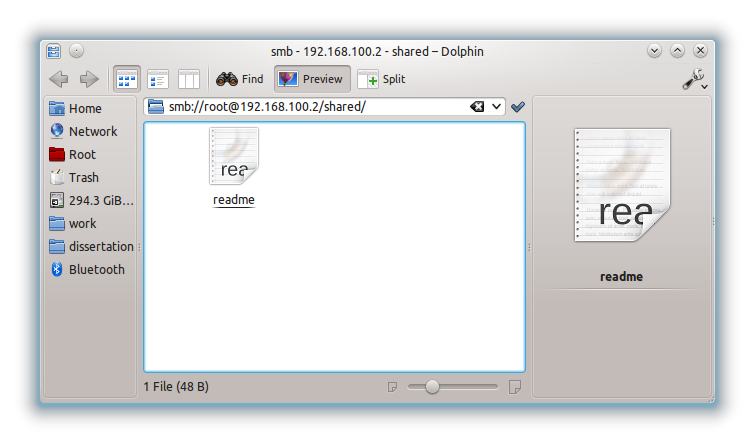 smb - 192.168.100.2 - shared – Dolphin
Find
Preview
Split
Home
Network
Root
Trash
294.3 GiB...
work
dissertation
Bluetooth
smb://root@192.168.100.2/shared/
rea
readme
1 File (48 B)
rea
readme